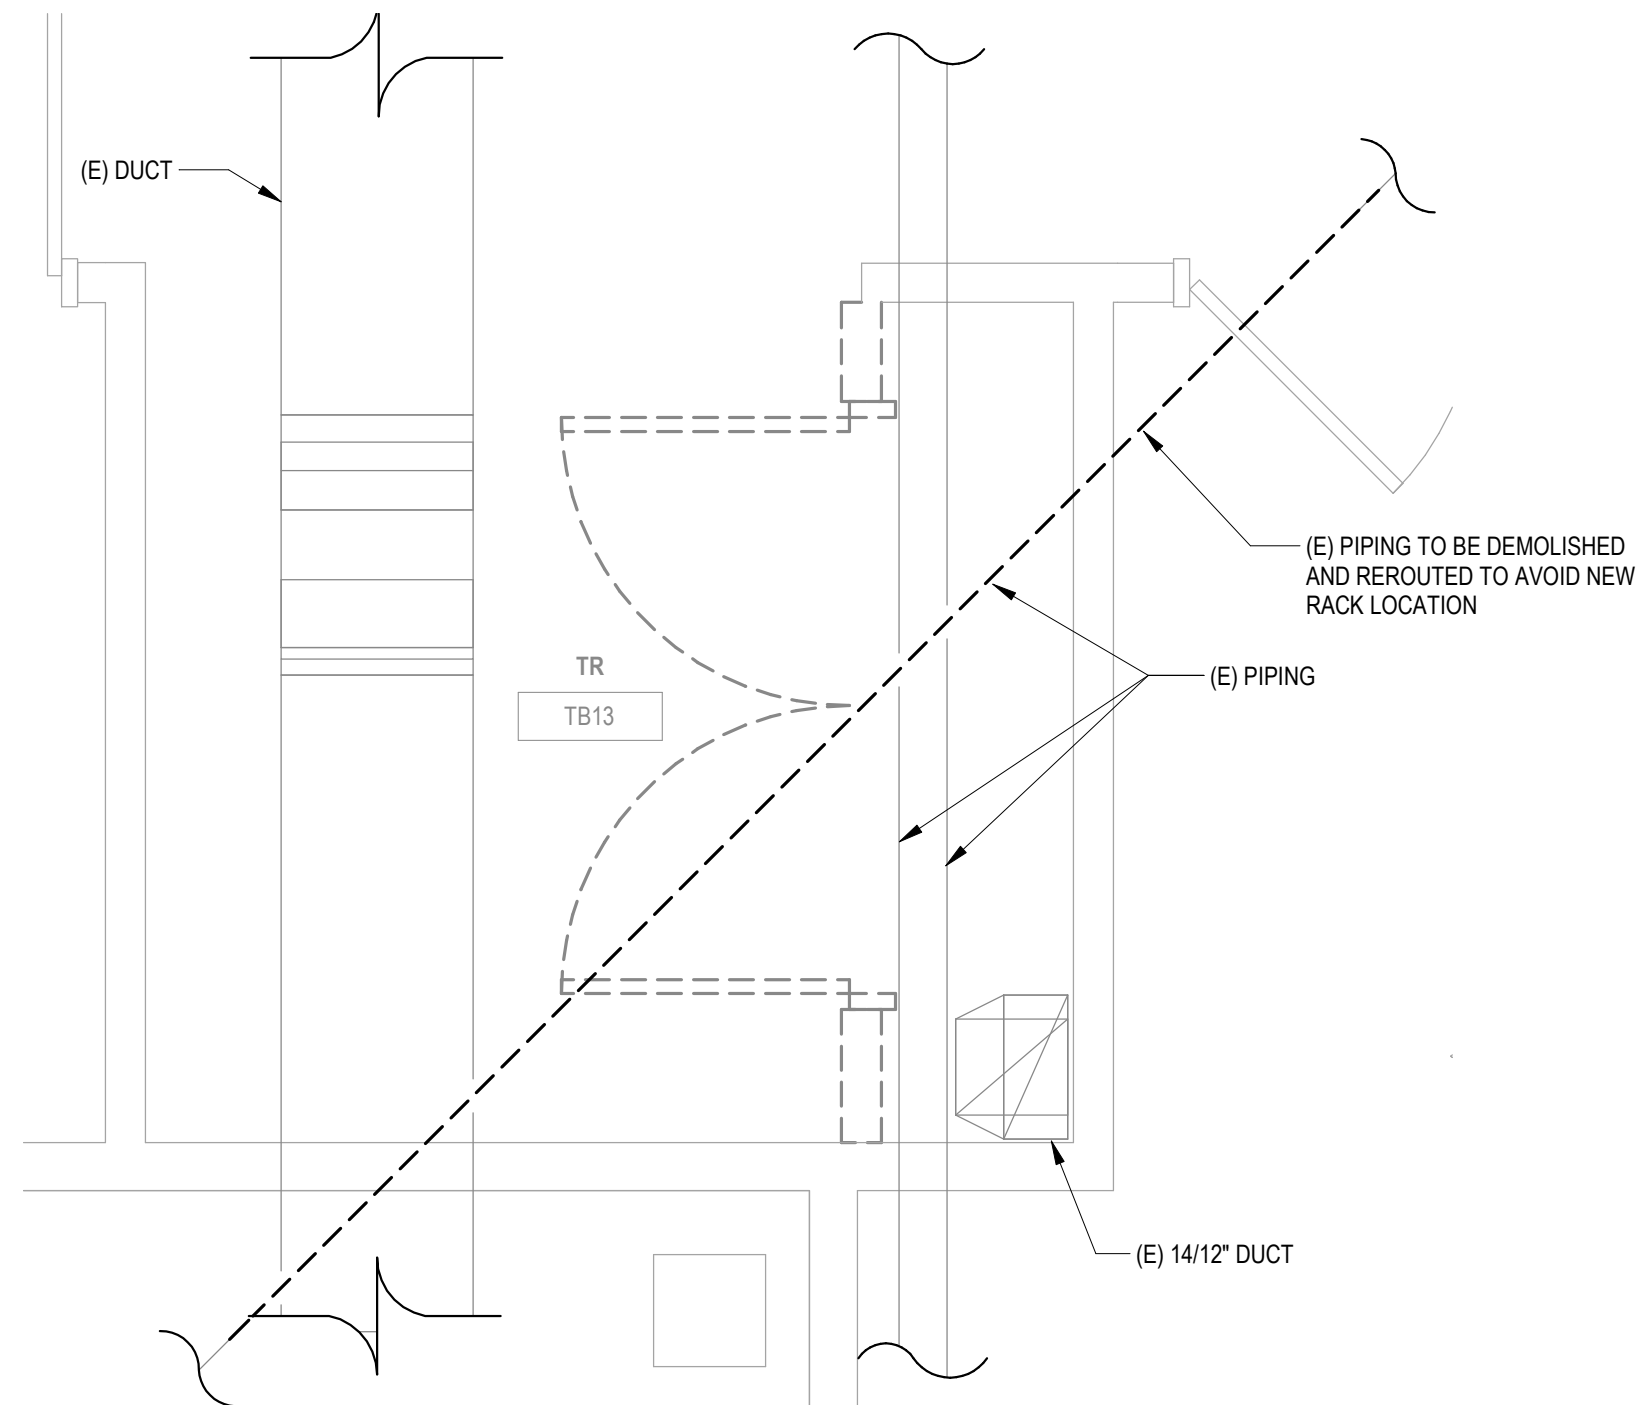 (E) DUCT
(E) PIPING TO BE DEMOLISHED
AND REROUTED TO AVOID NEW
RACK LOCATION
TR
TB13
(E) PIPING
(E) 14/12" DUCT